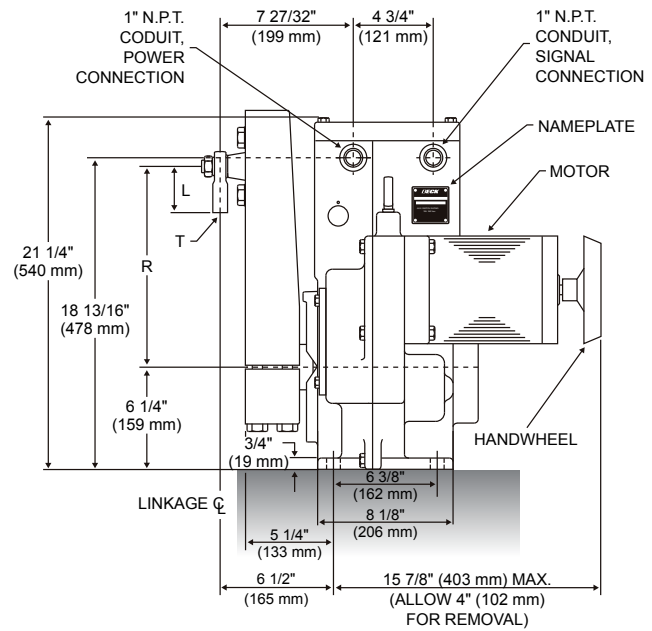 1" N.P.T.
CODUIT,
POWER
CONNECTION
7 27/32"
(199 mm)
4 3/4"
(121 mm)
1" N.P.T.
CONDUIT,
SIGNAL
CONNECTION
NAMEPLATE
MOTOR
L
T
R
21 1/4"
(540 mm)
18 13/16"
(478 mm)
6 1/4"
(159 mm)
3/4"
(19 mm)
HANDWHEEL
LINKAGE ℄
6 3/8"
(162 mm)
8 1/8"
(206 mm)
5 1/4"
(133 mm)
6 1/2"
(165 mm)
15 7/8" (403 mm) MAX.
(ALLOW 4" (102 mm)
FOR REMOVAL)